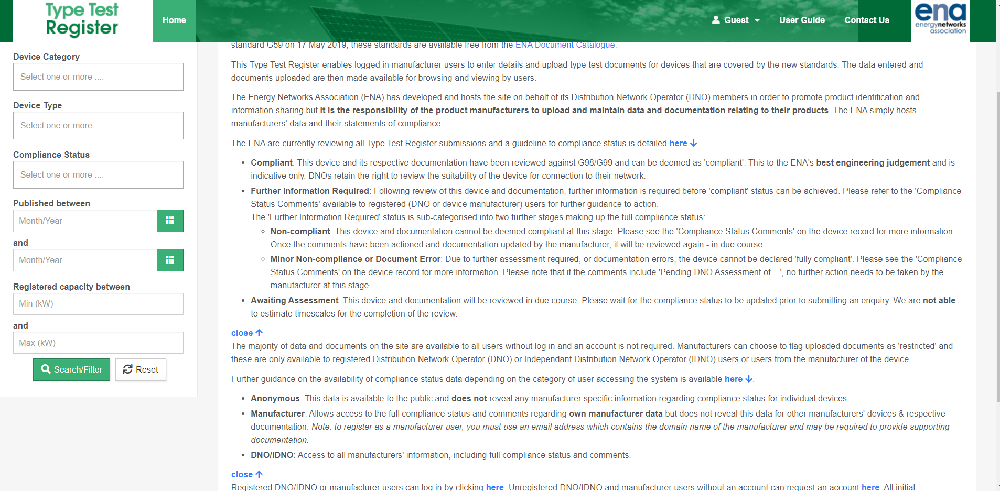 Type Test
Register
Home
Guest
User Guide
Contact Us
ena
energynetworks
association
Device Category
Select one or more ....
Device Type
Select one or more ....
Compliance Status
Select one or more ....
Published between
Month/Year
and
Month/Year
Registered capacity between
Min (kW)
and
Max (kW)
Search/Filter
Reset
standard G59 on 17 May 2019; these standards are available free from the ENA Document Catalogue.
This Type Test Register enables logged in manufacturer users to enter details and upload type test documents for devices that are covered by the new standards. The data entered and
documents uploaded are then made available for browsing and viewing by users.
The Energy Networks Association (ENA) has developed and hosts the site on behalf of its Distribution Network Operator (DNO) members in order to promote product identification and
information sharing but it is the responsibility of the product manufacturers to upload and maintain data and documentation relating to their products. The ENA simply hosts
manufacturers' data and their statements of compliance.
The ENA are currently reviewing all Type Test Register submissions and a guideline to compliance status is detailed here ↓.
• Compliant: This device and its respective documentation have been reviewed against G98/G99 and can be deemed as 'compliant'. This to the ENA's best engineering judgement and is
indicative only. DNOs retain the right to review the suitability of the device for connection to their network.
• Further Information Required: Following review of this device and documentation, further information is required before 'compliant' status can be achieved. Please refer to the 'Compliance
Status Comments' available to registered (DNO or device manufacturer) users for further guidance to action.
The 'Further Information Required' status is sub-categorised into two further stages making up the full compliance status:
◦ Non-compliant: This device and documentation cannot be deemed compliant at this stage. Please see the 'Compliance Status Comments' on the device record for more information.
Once the comments have been actioned and documentation updated by the manufacturer, it will be reviewed again - in due course.
◦ Minor Non-compliance or Document Error: Due to further assessment required, or documentation errors, the device cannot be declared 'fully compliant'. Please see the 'Compliance
Status Comments' on the device record for more information. Please note that if the comments include 'Pending DNO Assessment of ...', no further action needs to be taken by the
manufacturer at this stage.
• Awaiting Assessment: This device and documentation will be reviewed in due course. Please wait for the compliance status to be updated prior to submitting an enquiry. We are not able
to estimate timescales for the completion of the review.
close ↑
The majority of data and documents on the site are available to all users without log in and an account is not required. Manufacturers can choose to flag uploaded documents as 'restricted' and
these are only available to registered Distribution Network Operator (DNO) or Independant Distribution Network Operator (IDNO) users or users from the manufacturer of the device.
Further guidance on the availability of compliance status data depending on the category of user accessing the system is available here ↓.
• Anonymous: This data is available to the public and does not reveal any manufacturer specific information regarding compliance status for individual devices.
• Manufacturer: Allows access to the full compliance status and comments regarding own manufacturer data but does not reveal this data for other manufacturers' devices & respective
documentation. Note: to register as a manufacturer user, you must use an email address which contains the domain name of the manufacturer and may be required to provide supporting
documentation.
• DNO/IDNO: Access to all manufacturers' information, including full compliance status and comments.
close ↑
Registered DNO/IDNO or manufacturer users can log in by clicking here. Unregistered DNO/IDNO and manufacturer users without an account can request an account here. All initial